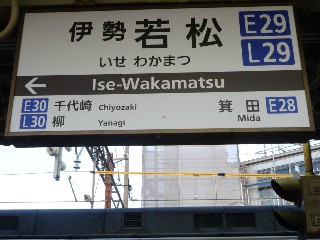 伊勢若松 E29
いせ わかまつ L29
← Ise-Wakamatsu
E30 千代崎 Chiyozaki 箕田 E28
L30 柳 Yanagi Mida